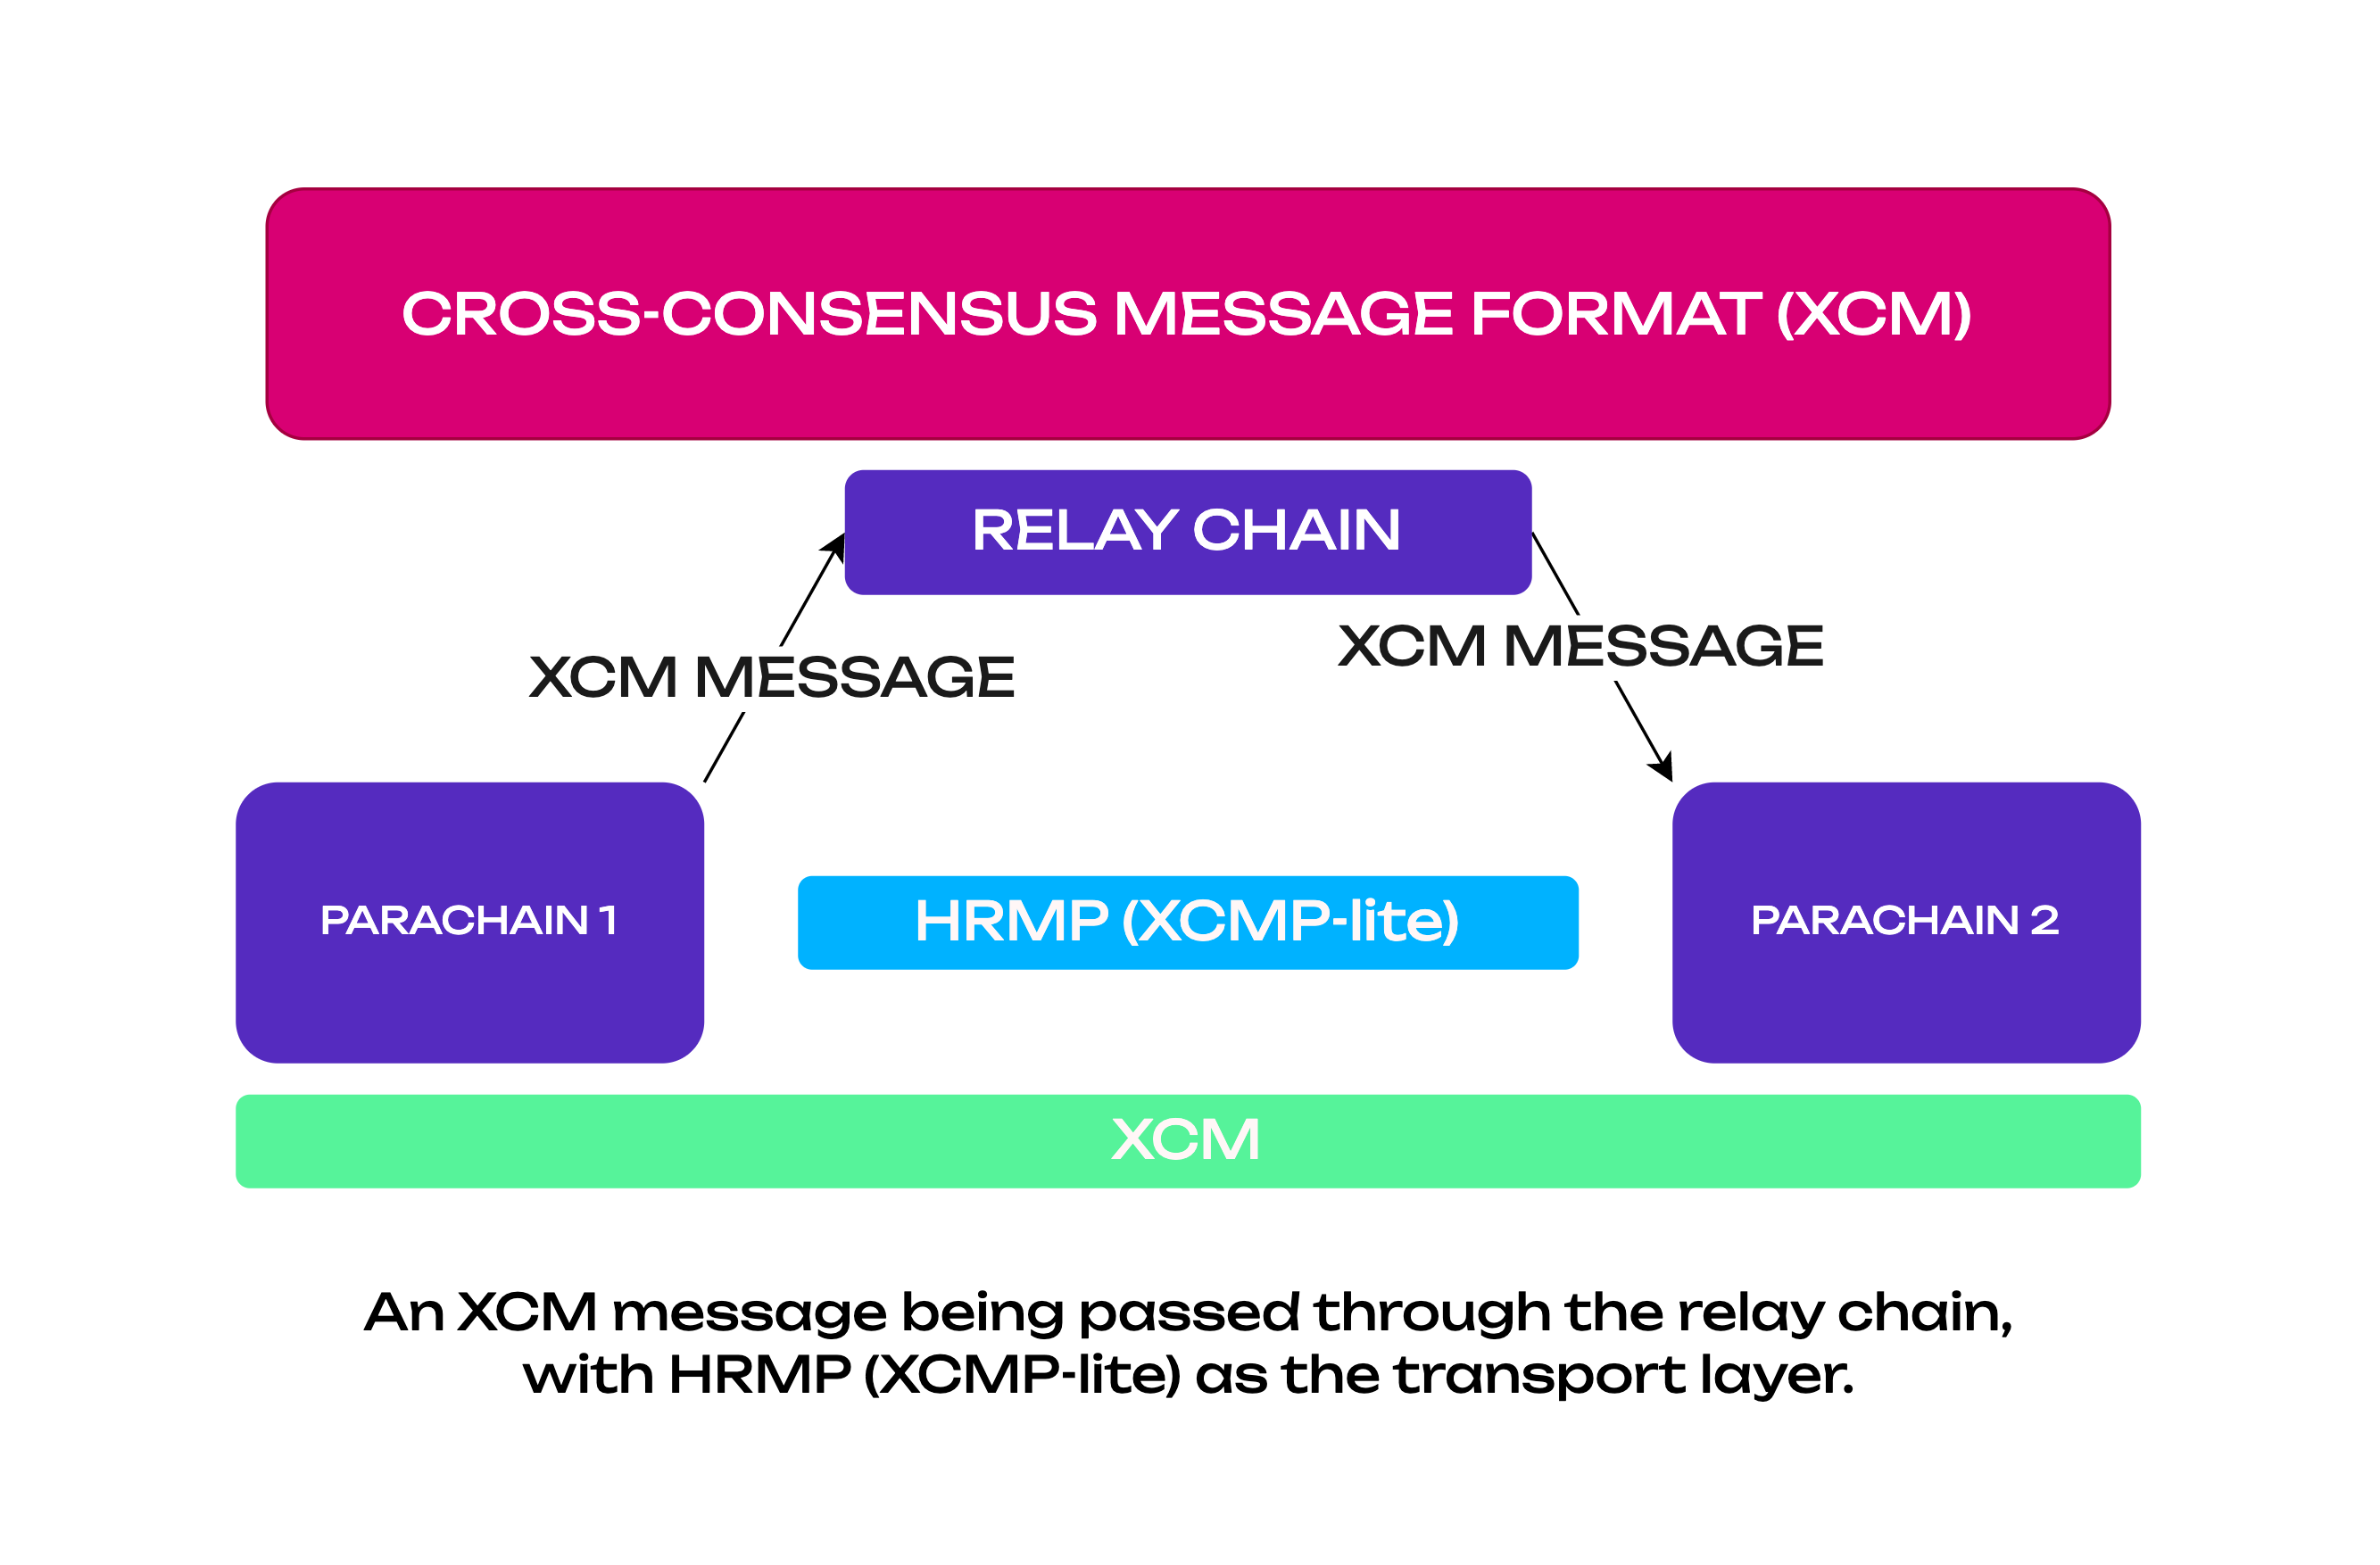 CROSS-CONSENSUS MESSAGE FORMAT (XCM)
RELAY CHAIN
XCM MESSAGE
XCM MESSAGE
PARACHAIN 1
HRMP (XCMP-lite)
PARACHAIN 2
XCM
An XCM message being passed through the relay chain,
with HRMP (XCMP-lite) as the transport layer.